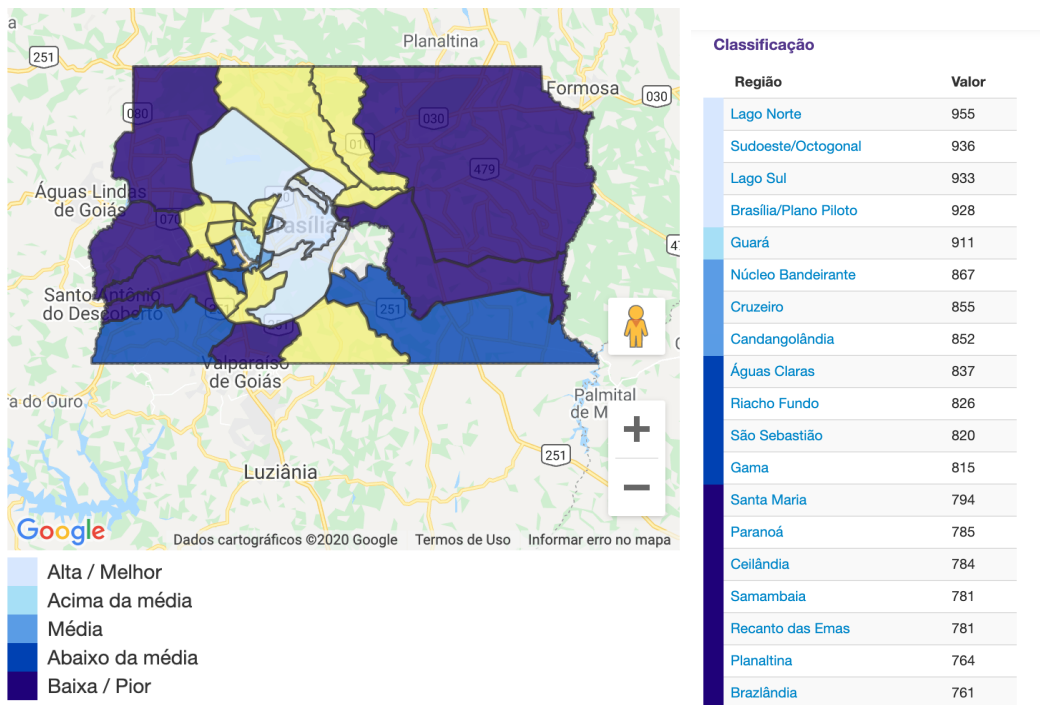 a
251
Planaltina
Formosa
030
080
030
010
479
Águas Lindas
de Goiás
070
Brasília
Santo Antônio
do Descoberto
251
251
251
Valparaíso
de Goiás
ra do Ouro
Palmital
de M
Luziânia
251
Google
Dados cartográficos ©2020 Google
Termos de Uso
Informar erro no mapa
Alta / Melhor
Acima da média
Média
Abaixo da média
Baixa / Pior
Classificação
Região Valor
Lago Norte 955
Sudoeste/Octogonal 936
Lago Sul 933
Brasília/Plano Piloto 928
Guará 911
Núcleo Bandeirante 867
Cruzeiro 855
Candangolândia 852
Águas Claras 837
Riacho Fundo 826
São Sebastião 820
Gama 815
Santa Maria 794
Paranoá 785
Ceilândia 784
Samambaia 781
Recanto das Emas 781
Planaltina 764
Brazlândia 761